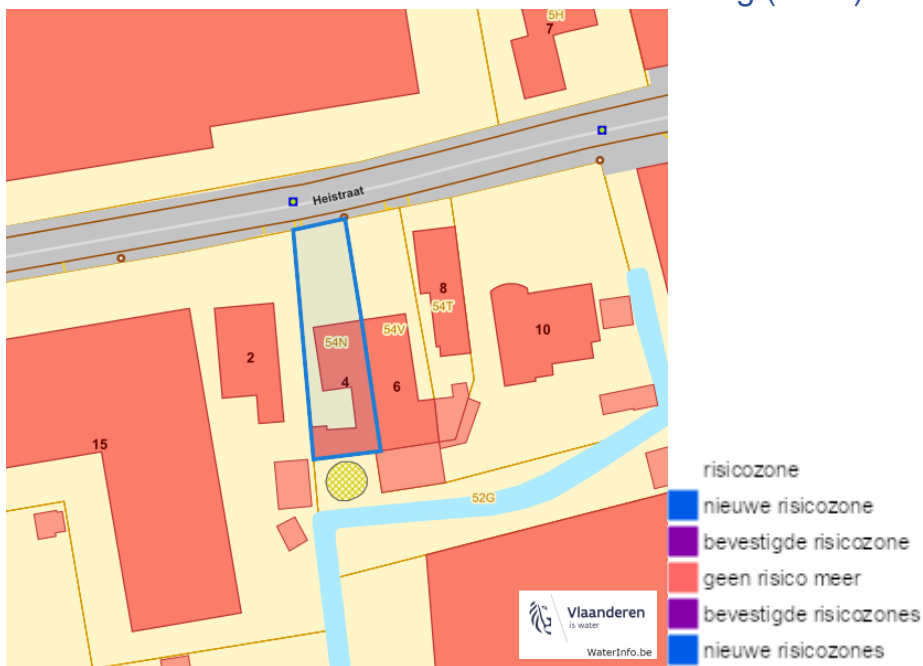 g (
)
5H
7
Heistraat
8
54T
10
54N
54V
2
4
6
15
52G
Vlaanderen
is water
WaterInfo.be
risicozone
nieuwe risicozone
bevestigde risicozone
geen risico meer
bevestigde risicozones
nieuwe risicozones